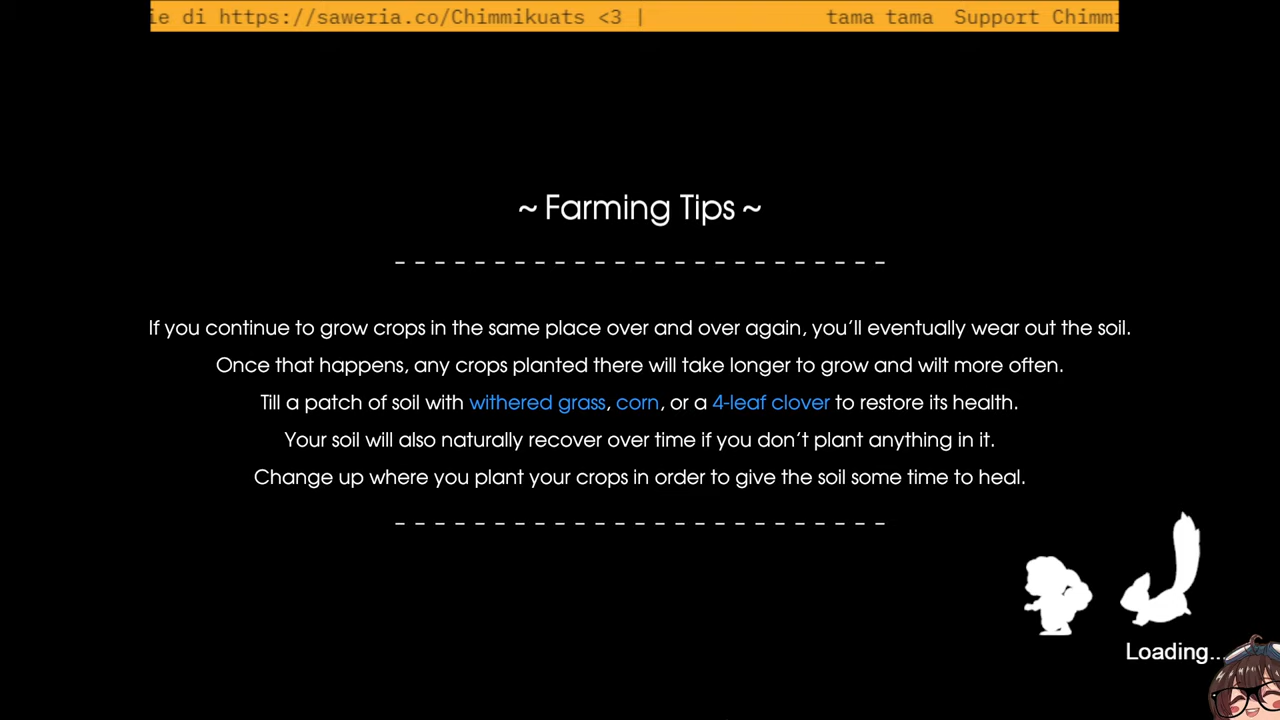 ie di https://saweria.co/Chimmikuats <3 | tama tama Support Chimmi
~ Farming Tips ~
If you continue to grow crops in the same place over and over again, you'll eventually wear out the soil.
Once that happens, any crops planted there will take longer to grow and wilt more often.
Till a patch of soil with withered grass, corn, or a 4-leaf clover to restore its health.
Your soil will also naturally recover over time if you don't plant anything in it.
Change up where you plant your crops in order to give the soil some time to heal.
Loading...